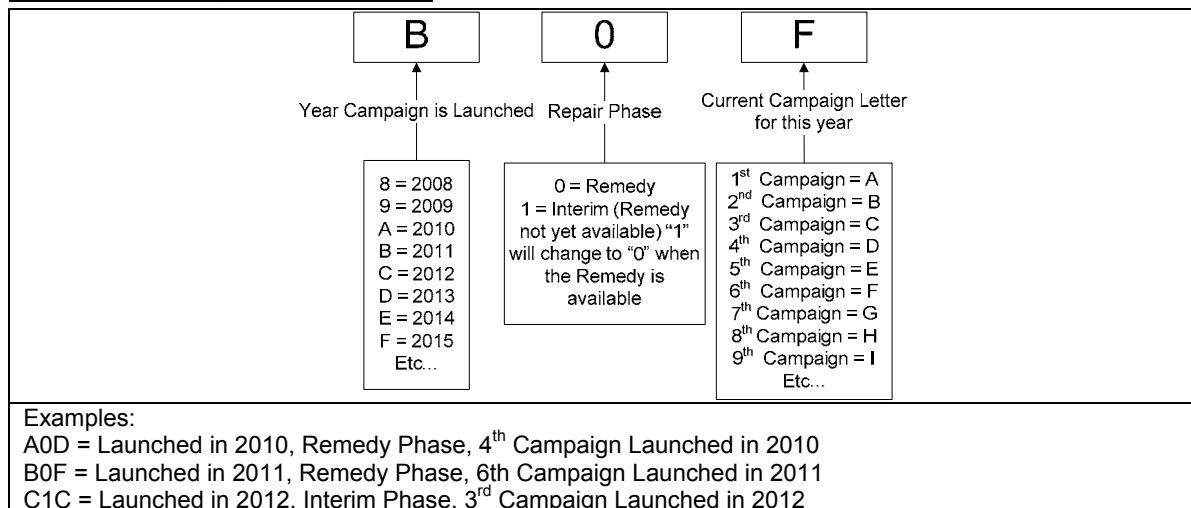 B 0 F
Year Campaign is Launched
Repair Phase
Current Campaign Letter
for this year
8 = 2008
9 = 2009
A = 2010
B = 2011
C = 2012
D = 2013
E = 2014
F = 2015
Etc...
0 = Remedy
1 = Interim (Remedy
not yet available) “1”
will change to “0” when
the Remedy is
available
1st Campaign = A
2nd Campaign = B
3rd Campaign = C
4th Campaign = D
5th Campaign = E
6th Campaign = F
7th Campaign = G
8th Campaign = H
9th Campaign = I
Etc...
Examples:
A0D = Launched in 2010, Remedy Phase, 4th Campaign Launched in 2010
B0F = Launched in 2011, Remedy Phase, 6th Campaign Launched in 2011
C1C = Launched in 2012, Interim Phase, 3rd Campaign Launched in 2012